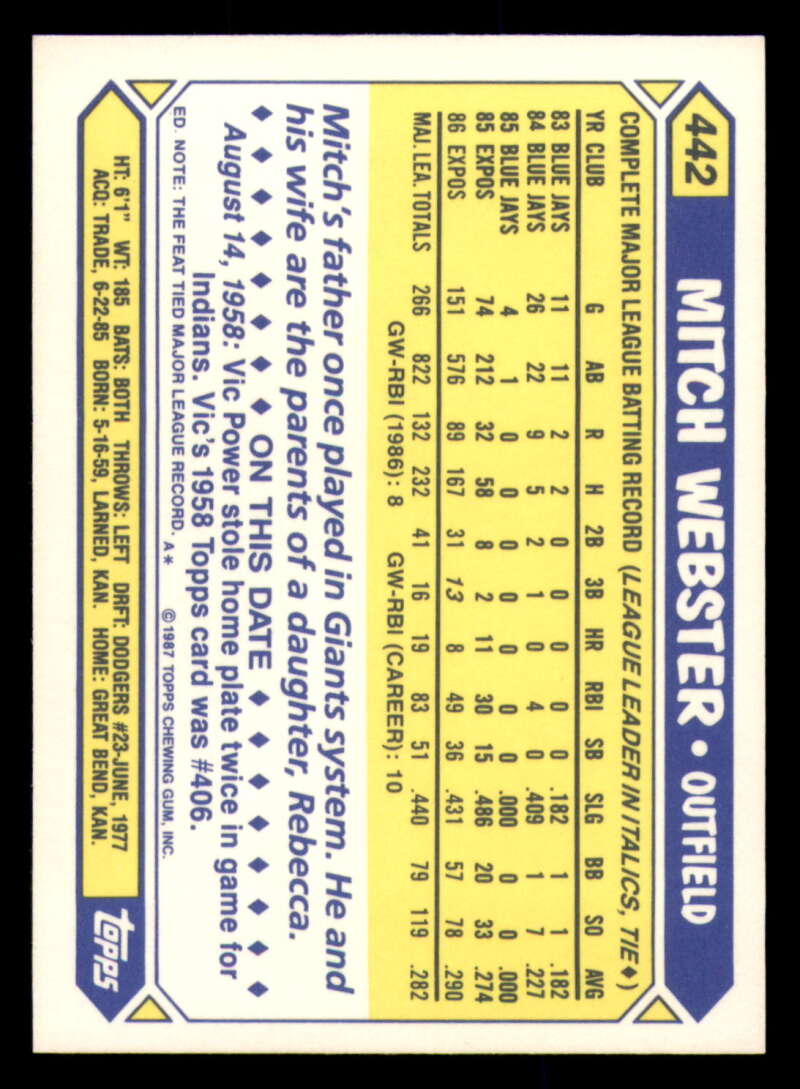 442 MITCH WEBSTER • OUTFIELD
COMPLETE MAJOR LEAGUE BATTING RECORD (LEAGUE LEADER IN ITALICS, TIE♦)
YR CLUB G AB R H 2B 3B HR RBI SB SLG BB SO AVG
83 BLUE JAYS 11 11 2 2 0 0 0 0 0 .182 1 1 .182
84 BLUE JAYS 26 22 9 5 2 1 0 4 0 .409 1 7 .227
85 BLUE JAYS 4 1 0 0 0 0 0 0 0 .000 0 0 .000
85 EXPOS 74 212 32 58 8 2 11 30 15 .486 20 33 .274
86 EXPOS 151 576 89 167 31 13 8 49 36 .431 57 78 .290
MAJ. LEA. TOTALS 266 822 132 232 41 16 19 83 51 .440 79 119 .282
GW-RBI (1986): 8 GW-RBI (CAREER): 10
Mitch's father once played in Giants system. He and
his wife are the parents of a daughter, Rebecca.
♦ ♦ ♦ ♦ ♦ ♦ ♦ ♦ ON THIS DATE ♦ ♦ ♦ ♦ ♦ ♦ ♦ ♦
August 14, 1958: Vic Power stole home plate twice in game for
Indians. Vic's 1958 Topps card was #406.
ED. NOTE: THE FEAT TIED MAJOR LEAGUE RECORD. A* ©1987 TOPPS CHEWING GUM, INC.
HT: 6'1" WT: 185 BATS: BOTH THROWS: LEFT DRFT: DODGERS #23-JUNE, 1977
ACQ: TRADE, 6-22-85 BORN: 5-16-59, LARNED, KAN. HOME: GREAT BEND, KAN.
topps